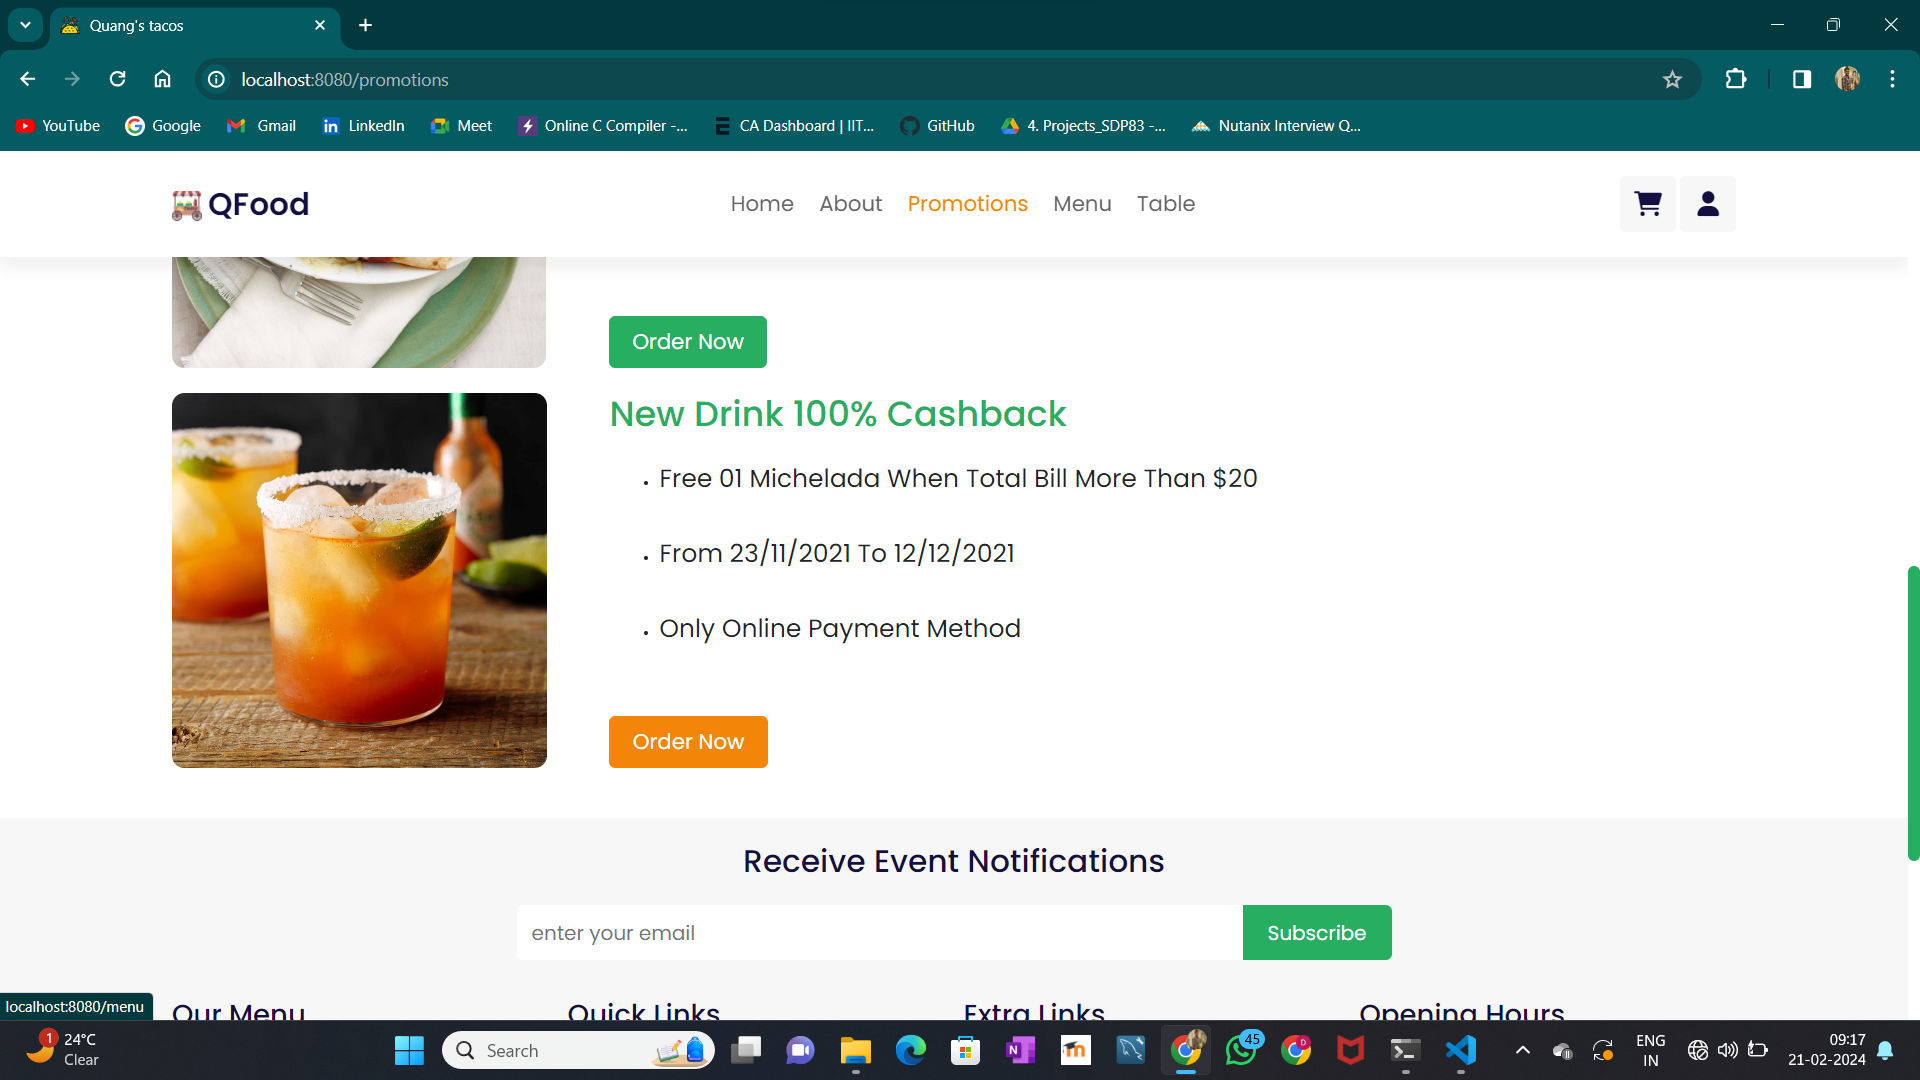 Quang's tacos
localhost:8080/promotions
YouTube Google Gmail LinkedIn Meet Online C Compiler -... CA Dashboard | IIT... GitHub 4. Projects_SDP83 -... Nutanix Interview Q...
QFood Home About Promotions Menu Table
Order Now
New Drink 100% Cashback
Free 01 Michelada When Total Bill More Than $20
From 23/11/2021 To 12/12/2021
Only Online Payment Method
Order Now
Receive Event Notifications
enter your email Subscribe
localhost:8080/menu
Our Menu Quick Links Extra Links Opening Hours
1 24°C
Clear
Search
45
D
ENG
IN
09:17
21-02-2024